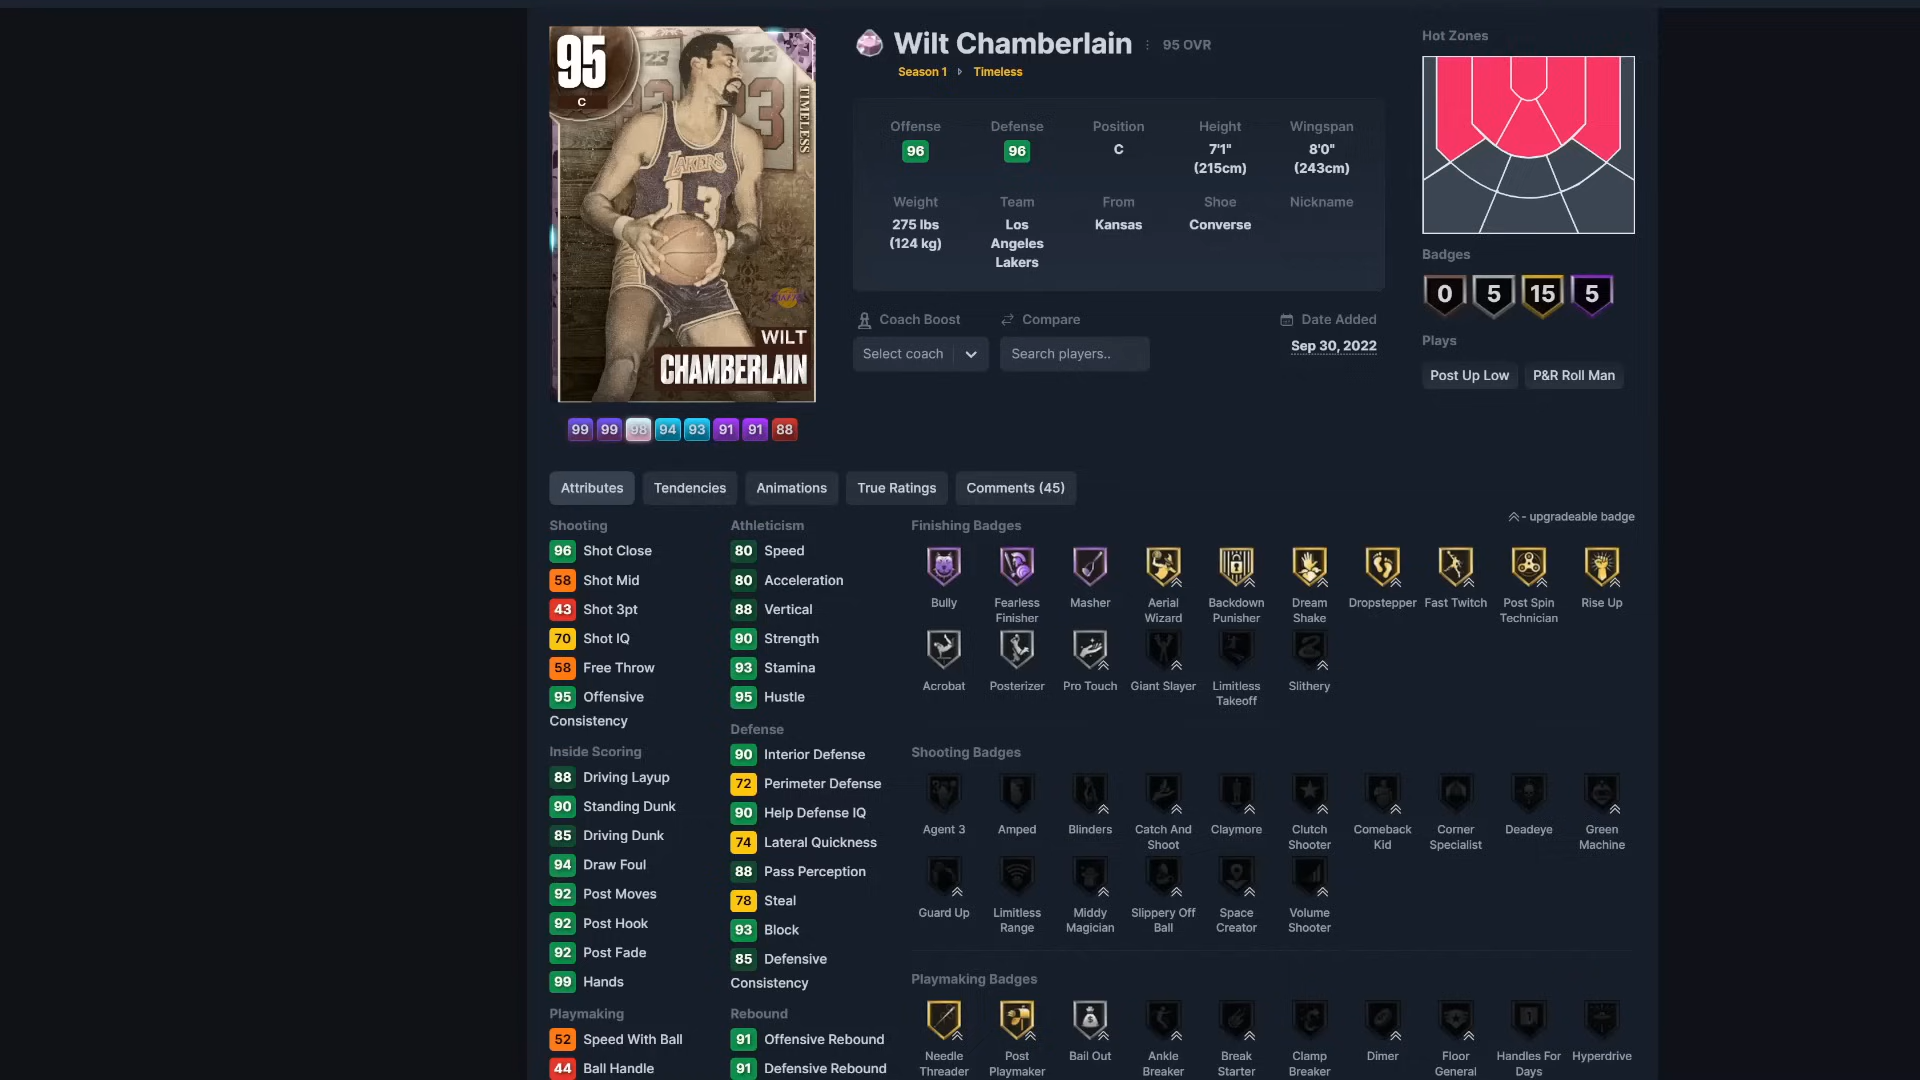 95
C
TIMELESS
LAKERS
13
WILT
CHAMBERLAIN
99 99 98 94 93 91 91 88
Wilt Chamberlain : 95 OVR
Season 1 Timeless
Offense
96
Defense
96
Position
C
Height
7'1"
(215cm)
Wingspan
8'0"
(243cm)
Weight
275 lbs
(124 kg)
Team
Los
Angeles
Lakers
From
Kansas
Shoe
Converse
Nickname
Coach Boost
Select coach
Compare
Search players..
Date Added
Sep 30, 2022
Hot Zones
Badges
0 5 15 5
Plays
Post Up Low P&R Roll Man
Attributes Tendencies Animations True Ratings Comments (45)
Shooting
96 Shot Close
58 Shot Mid
43 Shot 3pt
70 Shot IQ
58 Free Throw
95 Offensive
Consistency
Inside Scoring
88 Driving Layup
90 Standing Dunk
85 Driving Dunk
94 Draw Foul
92 Post Moves
92 Post Hook
92 Post Fade
99 Hands
Playmaking
52 Speed With Ball
44 Ball Handle
Athleticism
80 Speed
80 Acceleration
88 Vertical
90 Strength
93 Stamina
95 Hustle
Defense
90 Interior Defense
72 Perimeter Defense
90 Help Defense IQ
74 Lateral Quickness
88 Pass Perception
78 Steal
93 Block
85 Defensive
Consistency
Rebound
91 Offensive Rebound
91 Defensive Rebound
- upgradeable badge
Finishing Badges
Bully
Fearless
Finisher
Masher
Aerial
Wizard
Backdown
Punisher
Dream
Shake
Dropstepper
Fast Twitch
Post Spin
Technician
Rise Up
Acrobat
Posterizer
Pro Touch
Giant Slayer
Limitless
Takeoff
Slithery
Shooting Badges
Agent 3
Amped
Blinders
Catch And
Shoot
Claymore
Clutch
Shooter
Comeback
Kid
Corner
Specialist
Deadeye
Green
Machine
Guard Up
Limitless
Range
Middy
Magician
Slippery Off
Ball
Space
Creator
Volume
Shooter
Playmaking Badges
Needle
Threader
Post
Playmaker
Bail Out
Ankle
Breaker
Break
Starter
Clamp
Breaker
Dimer
Floor
General
Handles For
Days
Hyperdrive